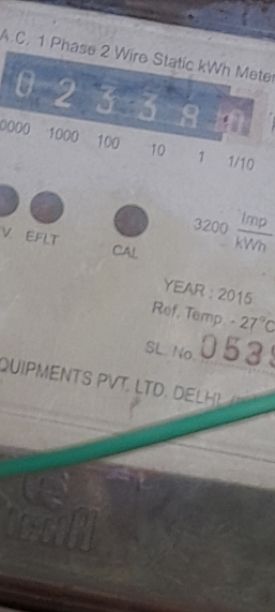 A.C. 1 Phase 2 Wire Static kWh Meter
0 2 3 3 8
0000 1000 100 10 1 1/10
V. EFLT CAL
3200 Imp/kWh
YEAR : 2015
Ref. Temp. - 27°C
SL. No. 0539
QUIPMENTS PVT. LTD. DELHI